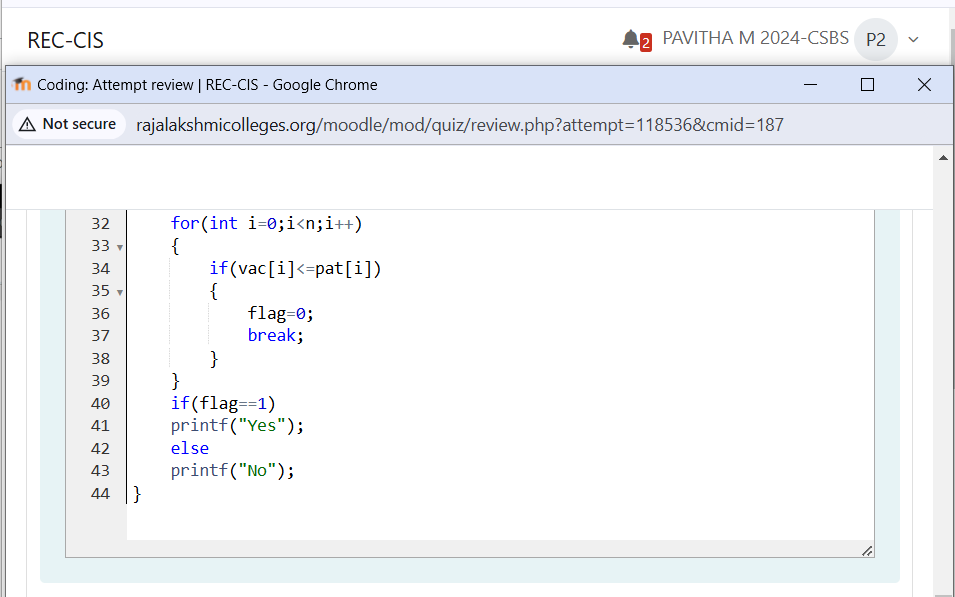 REC-CIS
2 PAVITHA M 2024-CSBS P2
Coding: Attempt review | REC-CIS - Google Chrome
Not secure rajalakshmicolleges.org/moodle/mod/quiz/review.php?attempt=118536&cmid=187
32 for(int i=0;i<n;i++)
33 {
34 if(vac[i]<=pat[i])
35 {
36 flag=0;
37 break;
38 }
39 }
40 if(flag==1)
41 printf("Yes");
42 else
43 printf("No");
44 }